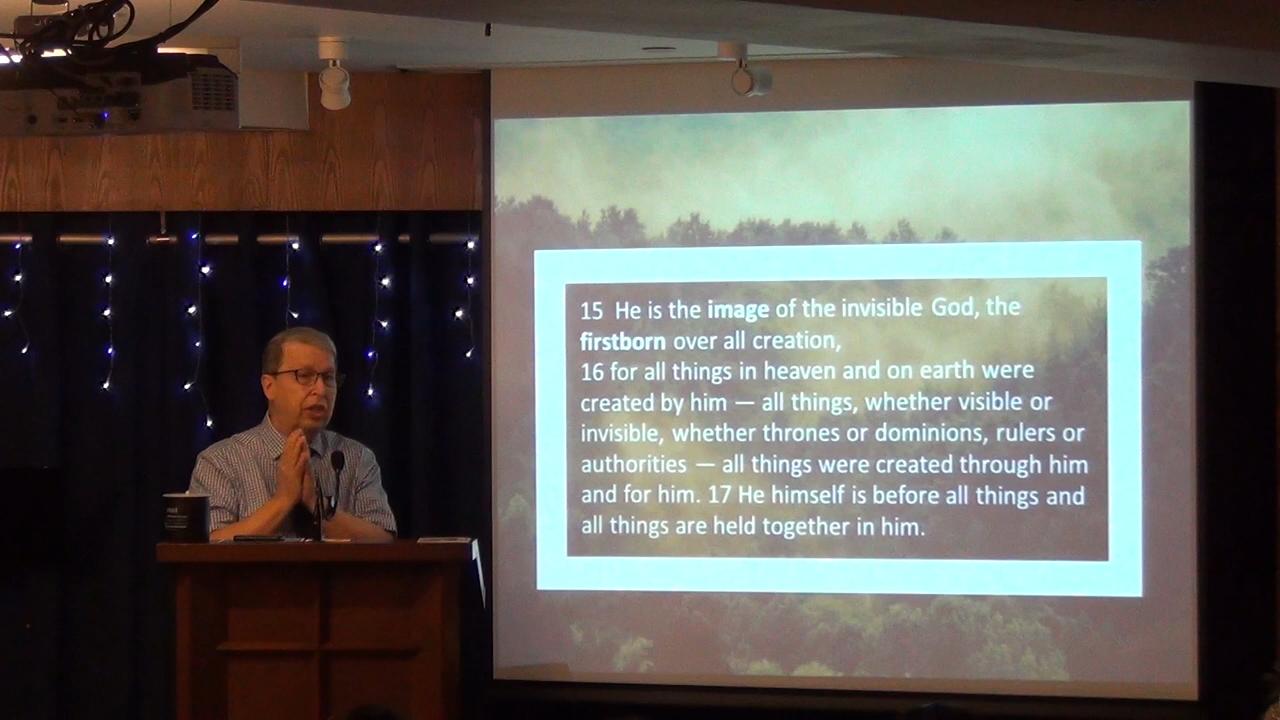 15 He is the image of the invisible God, the
firstborn over all creation,
16 for all things in heaven and on earth were
created by him — all things, whether visible or
invisible, whether thrones or dominions, rulers or
authorities — all things were created through him
and for him. 17 He himself is before all things and
all things are held together in him.